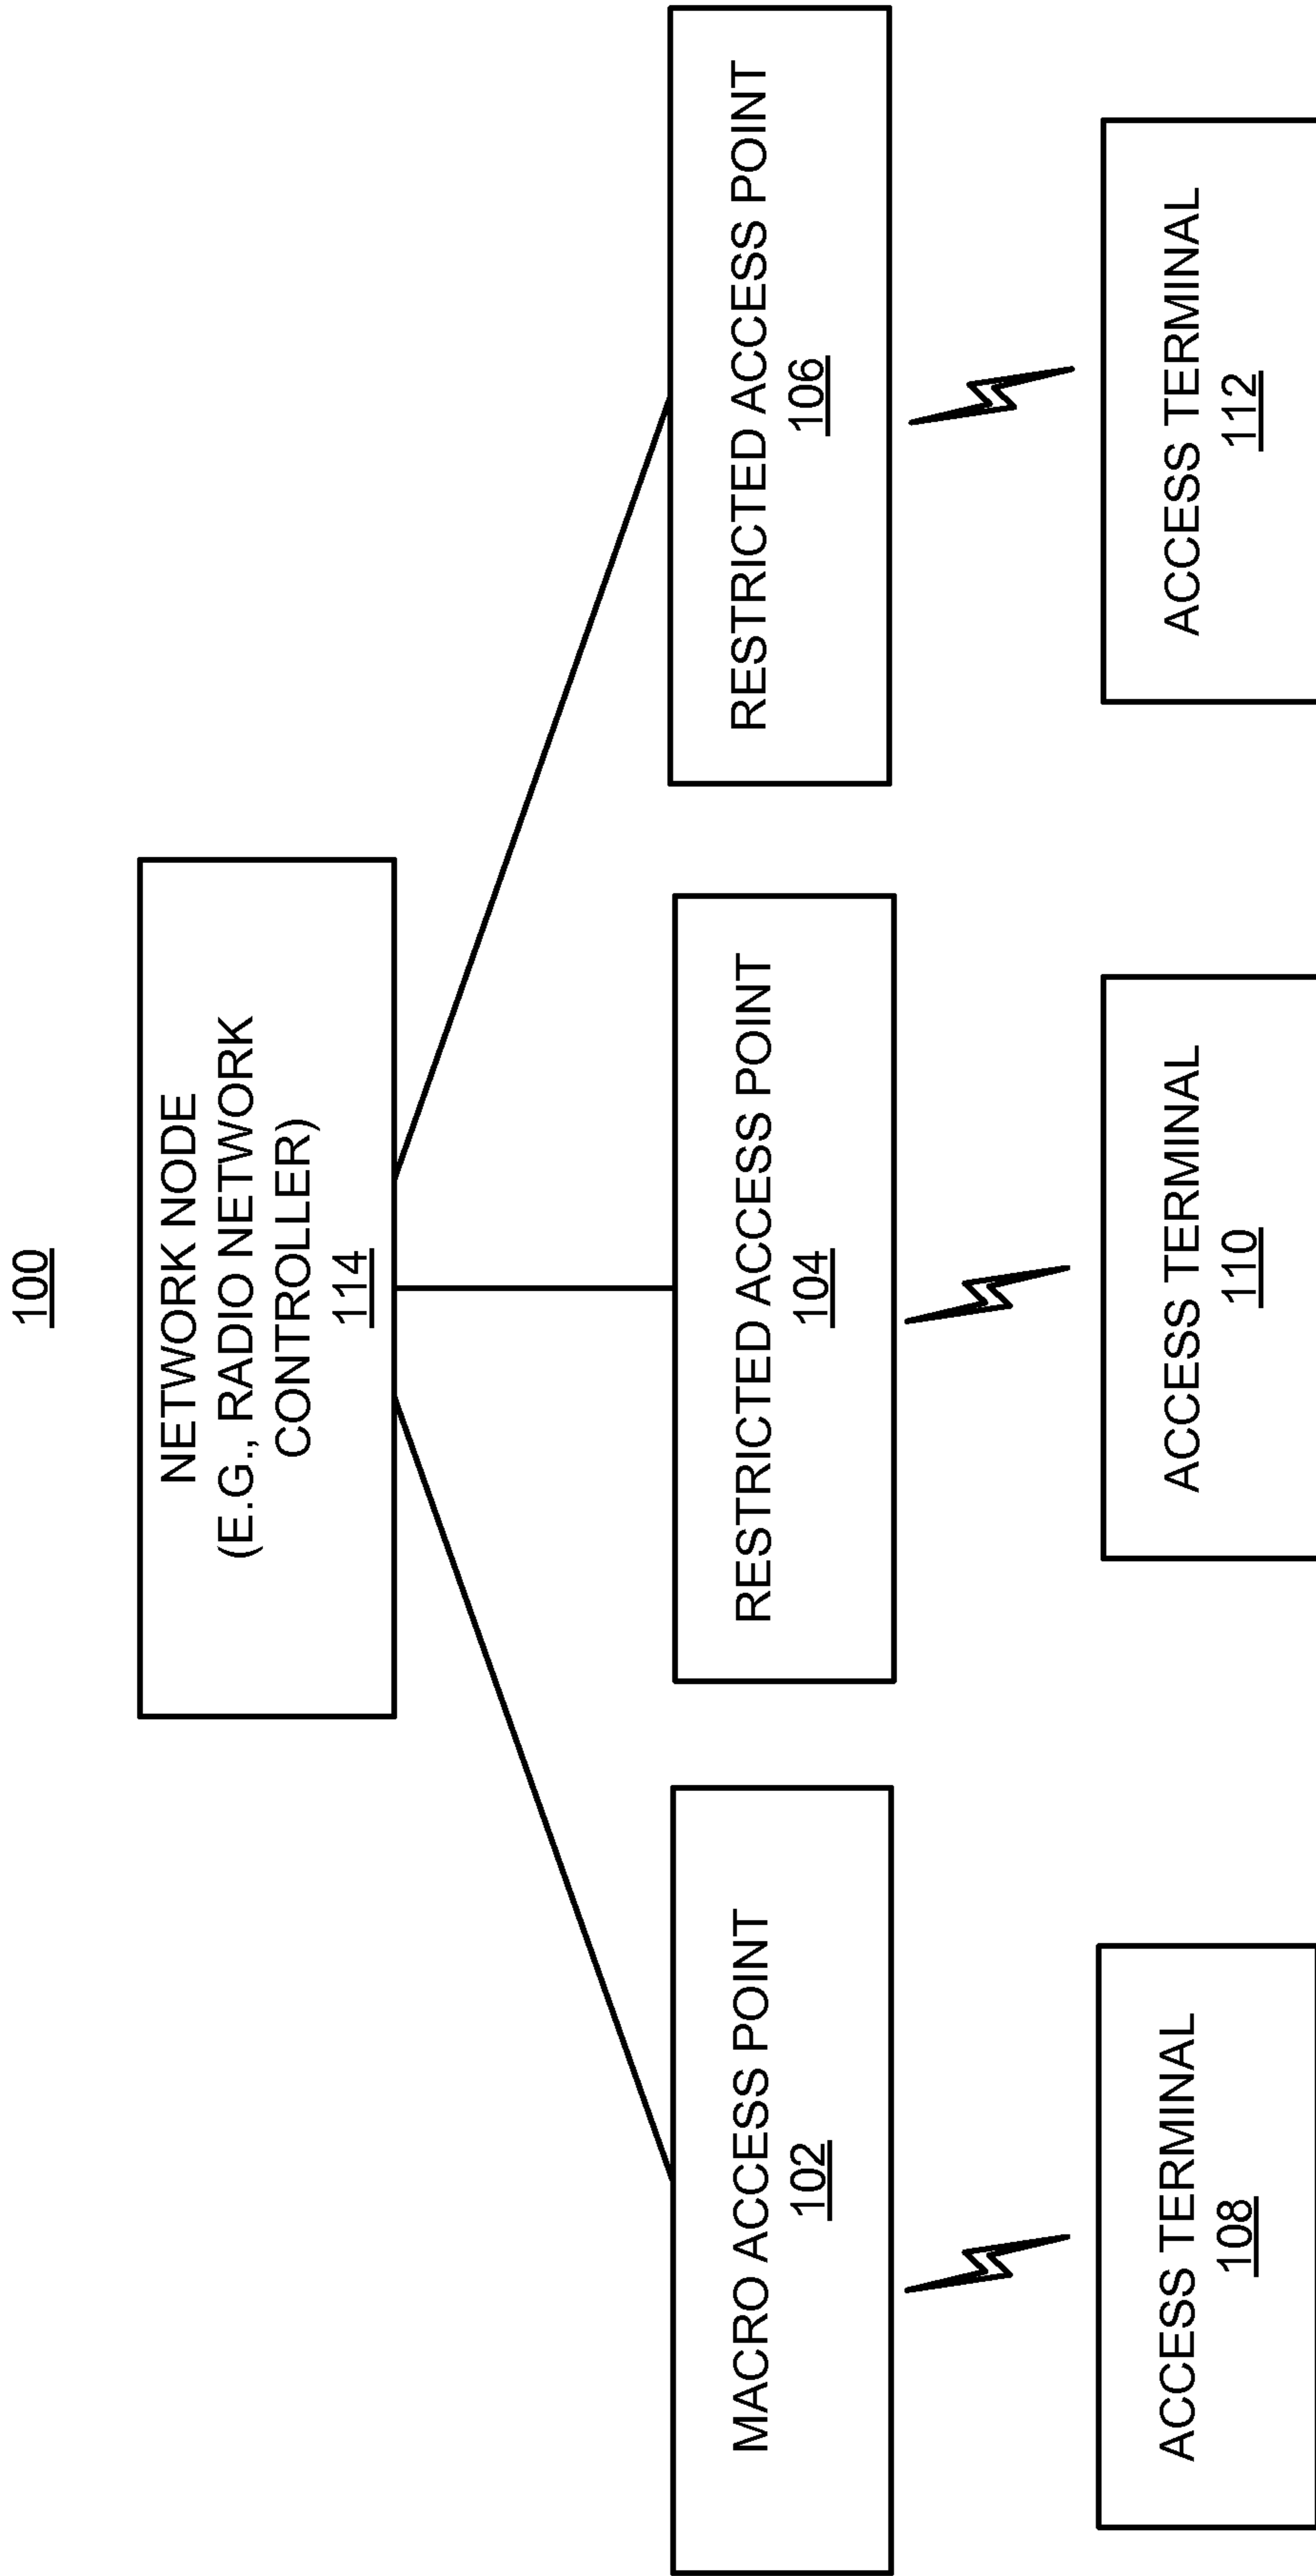 100
NETWORK NODE
(E.G., RADIO NETWORK
CONTROLLER)
114
MACRO ACCESS POINT
102
RESTRICTED ACCESS POINT
104
RESTRICTED ACCESS POINT
106
ACCESS TERMINAL
108
ACCESS TERMINAL
110
ACCESS TERMINAL
112